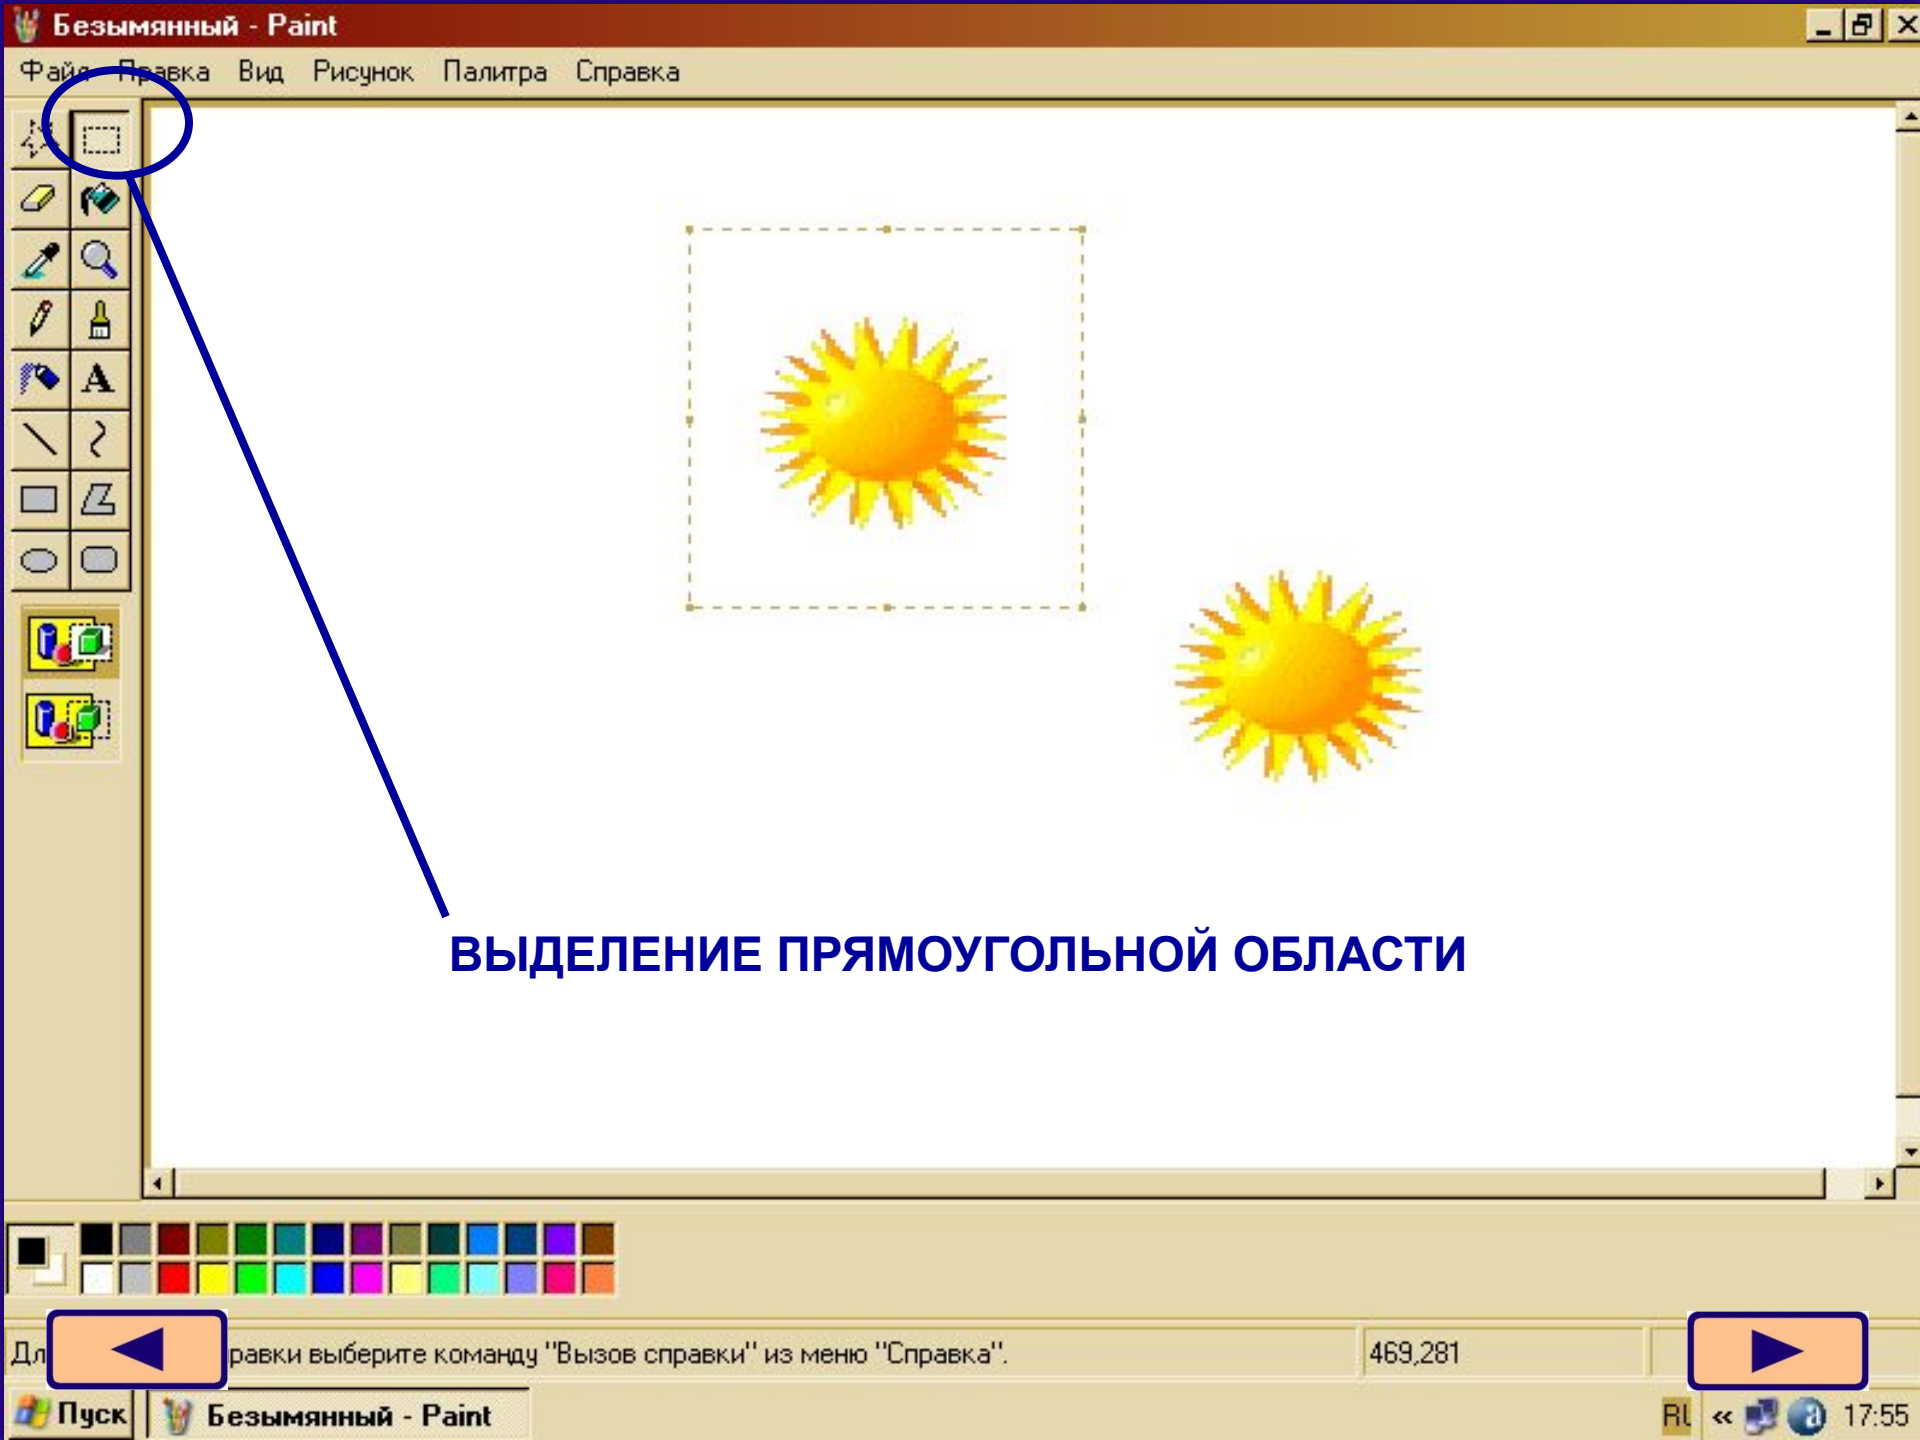 Безымянный - Paint
Файл Правка Вид Рисунок Палитра Справка
A
ВЫДЕЛЕНИЕ ПРЯМОУГОЛЬНОЙ ОБЛАСТИ
выберите команду "Вызов справки" из меню "Справка".
469,281
Пуск
Безымянный - Paint
RU
«
a
17:55